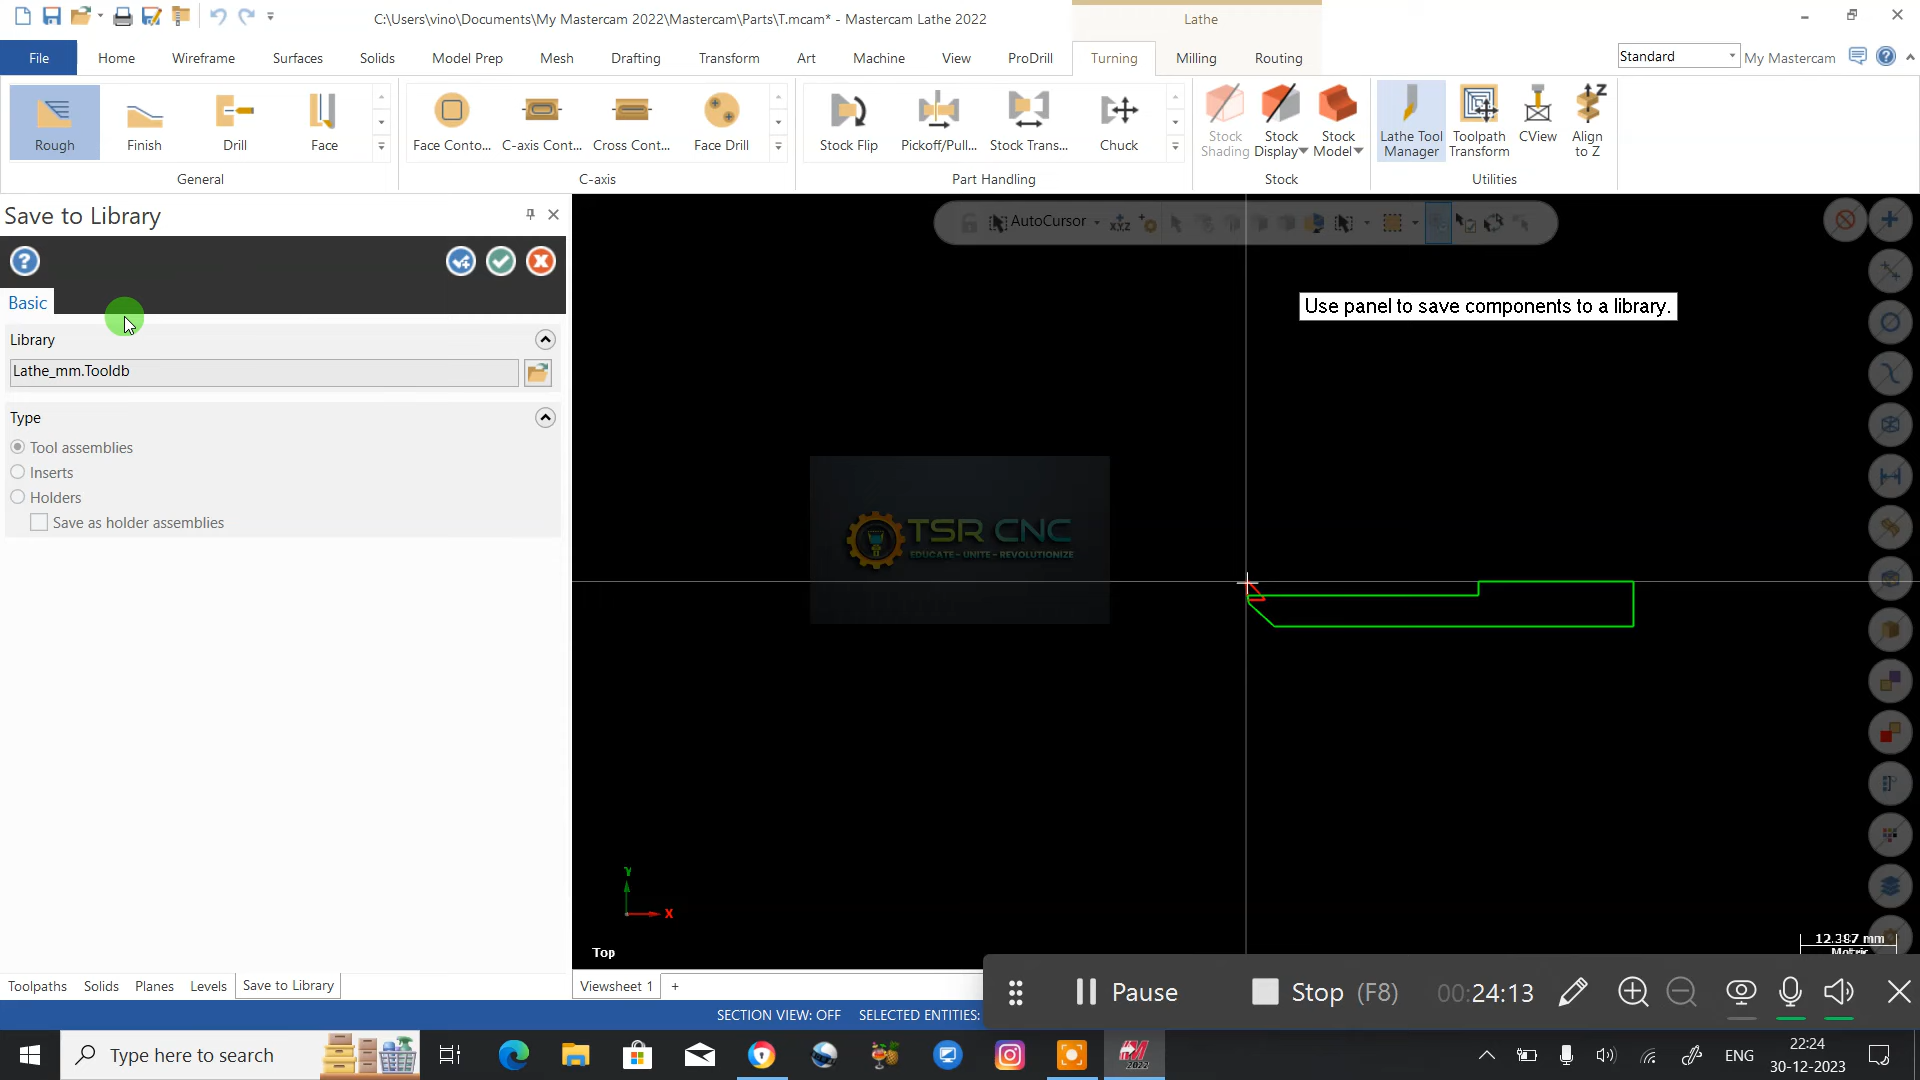 C:\Users\vino\Documents\My Mastercam 2022\Mastercam\Parts\T.mcam* - Mastercam Lathe 2022
Lathe
File
Home
Wireframe
Surfaces
Solids
Model Prep
Mesh
Drafting
Transform
Art
Machine
View
ProDrill
Turning
Milling
Routing
Standard
My Mastercam
Rough
Finish
Drill
Face
Face Conto...
C-axis Cont...
Cross Cont...
Face Drill
Stock Flip
Pickoff/Pull...
Stock Trans...
Chuck
Stock
Shading
Stock
Display
Stock
Model
Lathe Tool
Manager
Toolpath
Transform
CView
Align
to Z
General
C-axis
Part Handling
Stock
Utilities
Save to Library
AutoCursor
Basic
Use panel to save components to a library.
Library
Lathe_mm.Tooldb
Type
Tool assemblies
Inserts
Holders
Save as holder assemblies
TSR CNC
EDUCATE - UNITE - REVOLUTIONIZE
Y
X
Top
12.387 mm
Metric
Toolpaths
Solids
Planes
Levels
Save to Library
Viewsheet 1
+
Pause
Stop (F8)
00:24:13
SECTION VIEW: OFF
SELECTED ENTITIES:
Type here to search
2022
ENG
22:24
30-12-2023